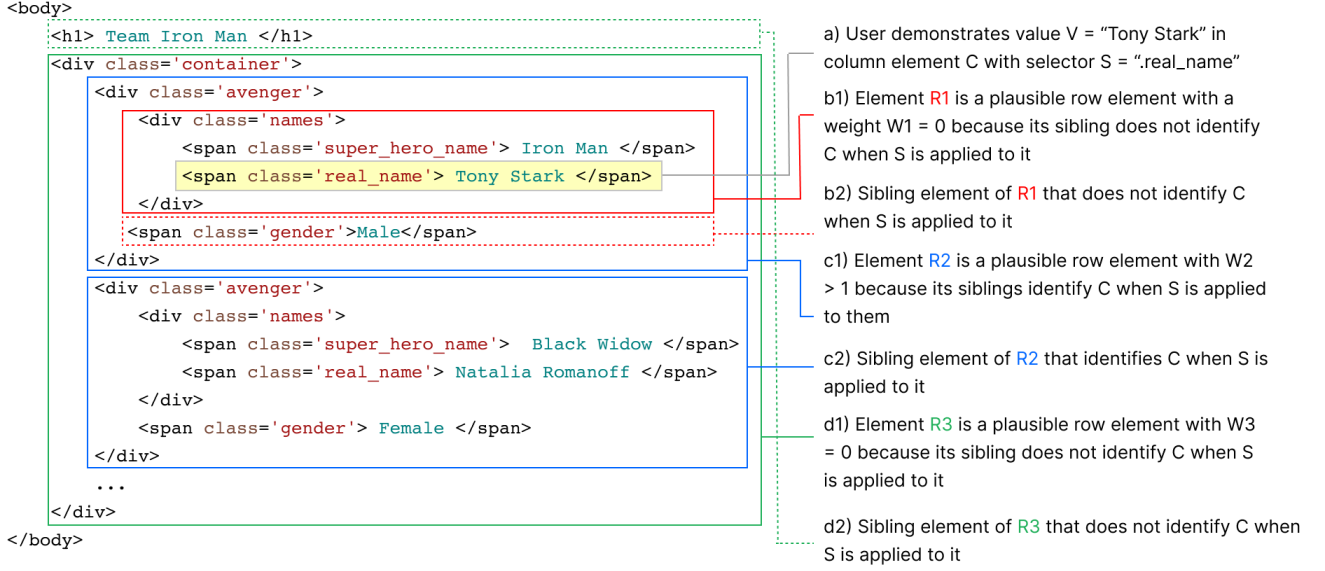 <body>
<h1> Team Iron Man </h1>
<div class='container'>
<div class='avenger'>
<div class='names'>
<span class='super_hero_name'> Iron Man </span>
<span class='real_name'> Tony Stark </span>
</div>
<span class='gender'>Male</span>
</div>
<div class='avenger'>
<div class='names'>
<span class='super_hero_name'> Black Widow </span>
<span class='real_name'> Natalia Romanoff </span>
</div>
<span class='gender'> Female </span>
</div>
...
</div>
</body>
a) User demonstrates value V = “Tony Stark” in
column element C with selector S = “.real_name”
b1) Element R1 is a plausible row element with a
weight W1 = 0 because its sibling does not identify
C when S is applied to it
b2) Sibling element of R1 that does not identify C
when S is applied to it
c1) Element R2 is a plausible row element with W2
> 1 because its siblings identify C when S is applied
to them
c2) Sibling element of R2 that identifies C when S is
applied to it
d1) Element R3 is a plausible row element with W3
= 0 because its sibling does not identify C when S
is applied to it
d2) Sibling element of R3 that does not identify C when
S is applied to it